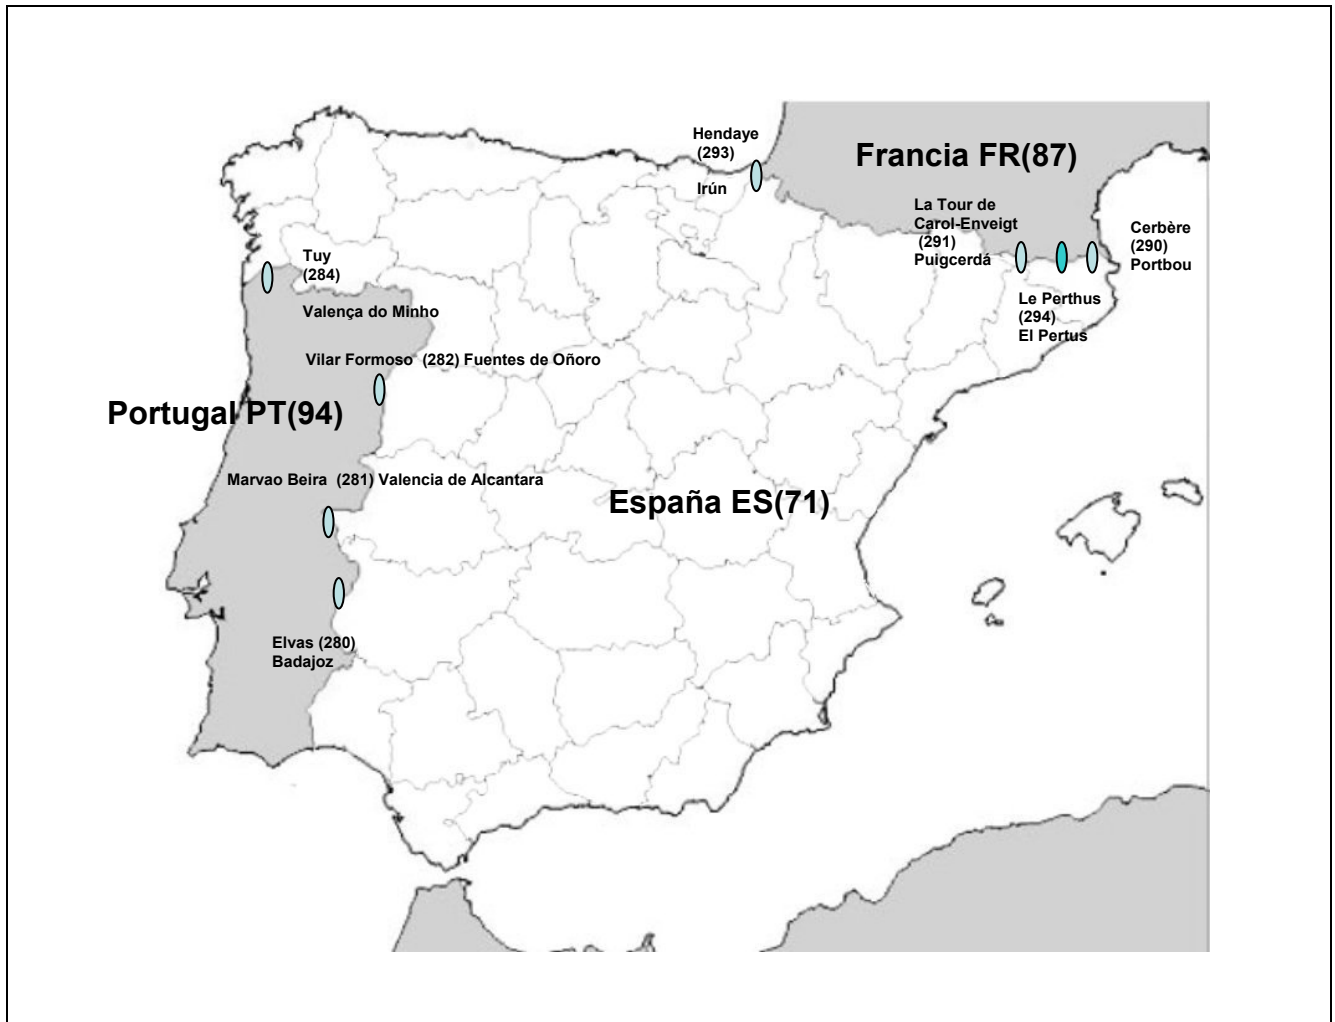 Hendaye
(293)
Irún
Francia FR(87)
La Tour de
Carol-Enveigt
(291)
Puigcerdá
Cerbère
(290)
Portbou
Le Perthus
(294)
El Pertus
Tuy
(284)
Valença do Minho
Vilar Formoso (282) Fuentes de Oñoro
Portugal PT(94)
Marvao Beira (281) Valencia de Alcantara
España ES(71)
Elvas (280)
Badajoz